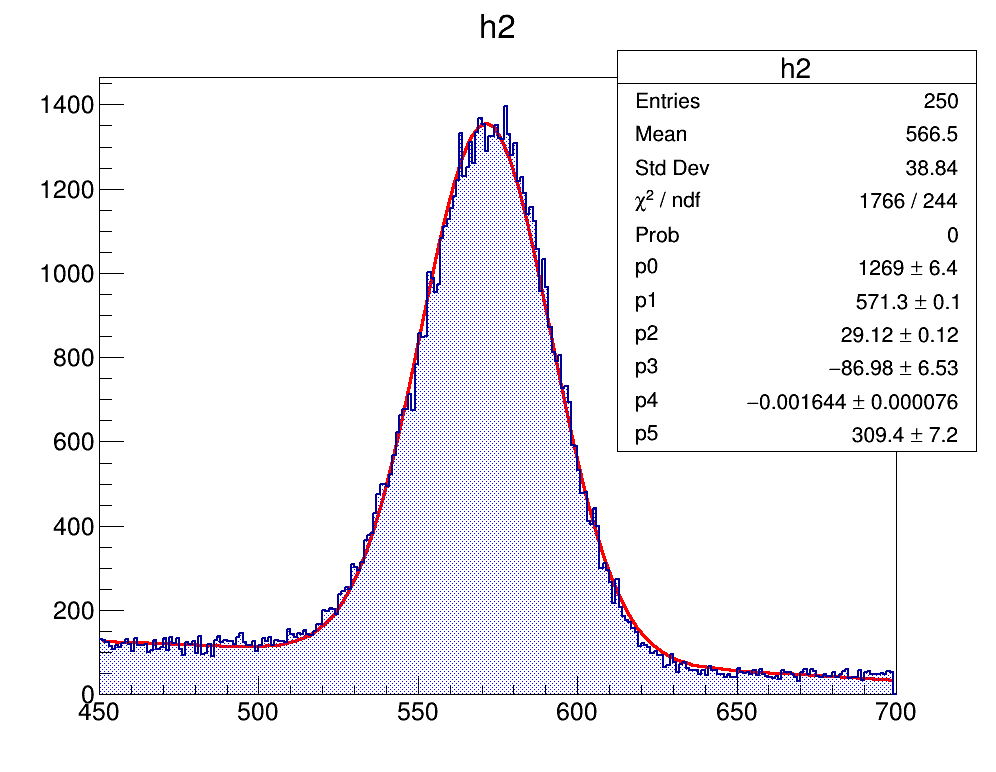 h2
h2
Entries 250
Mean 566.5
Std Dev 38.84
χ² / ndf 1766 / 244
Prob 0
p0 1269 ± 6.4
p1 571.3 ± 0.1
p2 29.12 ± 0.12
p3 −86.98 ± 6.53
p4 −0.001644 ± 0.000076
p5 309.4 ± 7.2
1400
1200
1000
800
600
400
200
0
450 500 550 600 650 700